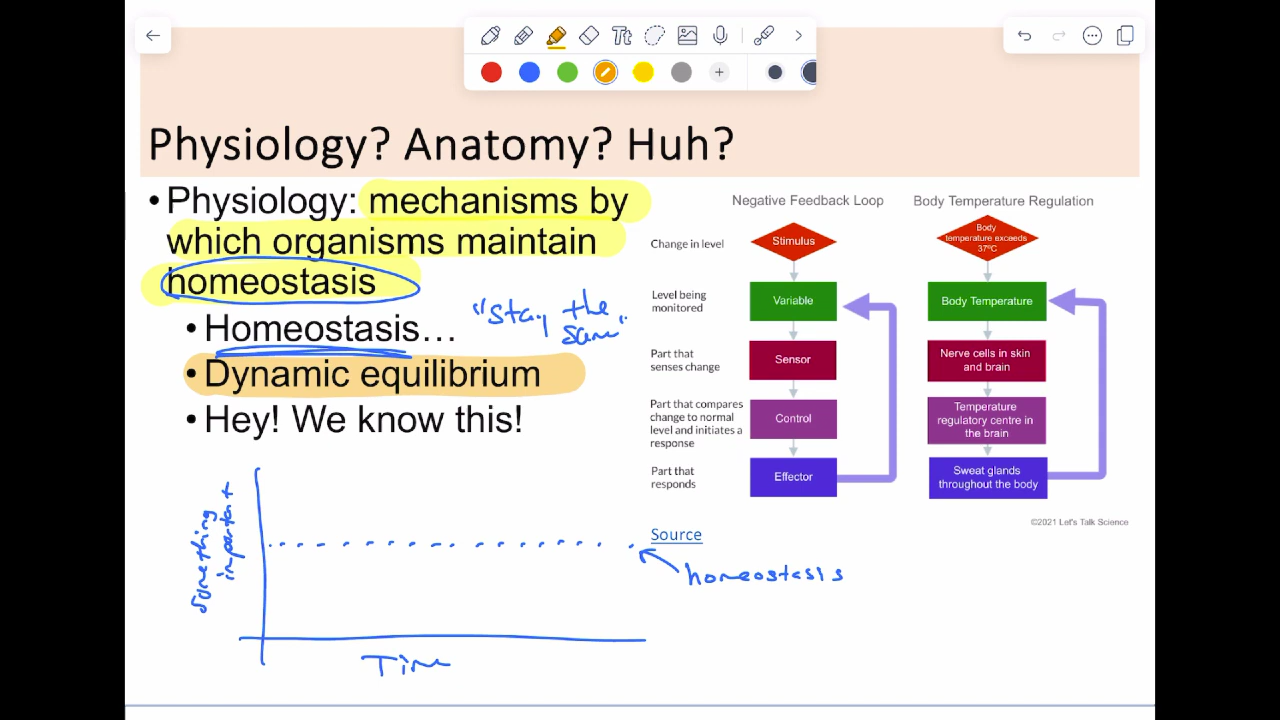 Tt
Physiology? Anatomy? Huh?
• Physiology: mechanisms by
which organisms maintain
homeostasis
• Homeostasis...
"Stay the
same"
• Dynamic equilibrium
• Hey! We know this!
Something
important
Time
homeostasis
Negative Feedback Loop
Body Temperature Regulation
Change in level
Stimulus
Body
temperature exceeds
37°C
Level being
monitored
Variable
Body Temperature
Part that
senses change
Sensor
Nerve cells in skin
and brain
Part that compares
change to normal
level and initiates a
response
Control
Temperature
regulatory centre in
the brain
Part that
responds
Effector
Sweat glands
throughout the body
©2021 Let's Talk Science
Source